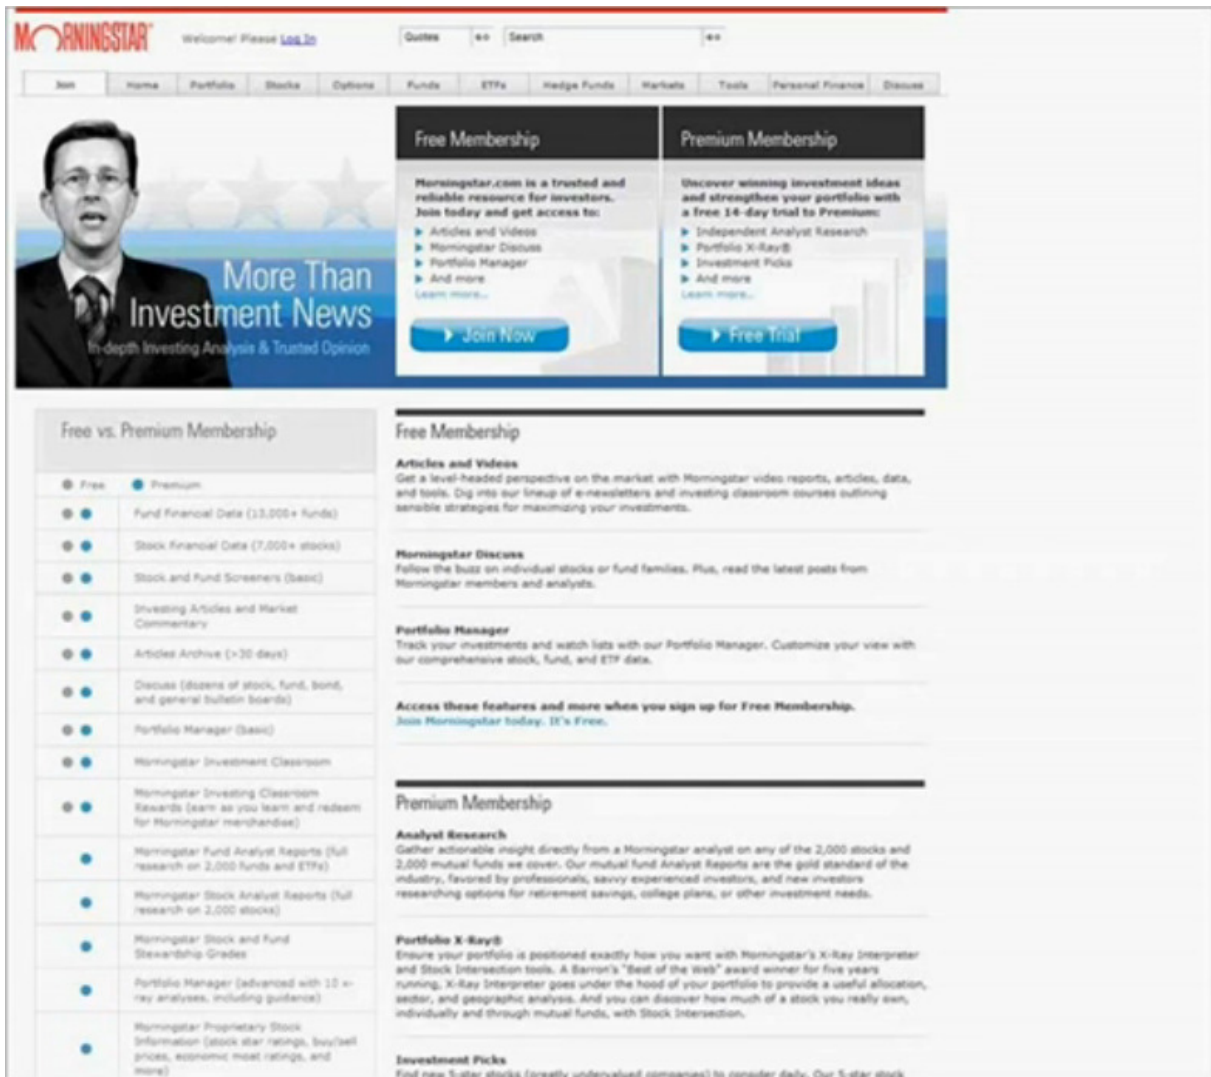 MORNINGSTAR
Welcome! Please Log In
Quotes
Search
Join
Home
Portfolio
Stocks
Options
Funds
ETFs
Hedge Funds
Markets
Tools
Personal Finance
Discuss
More Than
Investment News
In-depth Investing Analysis & Trusted Opinion
Free Membership
Morningstar.com is a trusted and
reliable resource for investors.
Join today and get access to:
Articles and Videos
Morningstar Discuss
Portfolio Manager
And more
Learn more...
Join Now
Premium Membership
Uncover winning investment ideas
and strengthen your portfolio with
a free 14-day trial to Premium:
Independent Analyst Research
Portfolio X-Ray®
Investment Picks
And more
Learn more...
Free Trial
Free vs. Premium Membership
Free
Premium
Fund Financial Data (13,000+ funds)
Stock Financial Data (7,000+ stocks)
Stock and Fund Screeners (basic)
Investing Articles and Market
Commentary
Articles Archive (>30 days)
Discuss (dozens of stock, fund, bond,
and general bulletin boards)
Portfolio Manager (basic)
Morningstar Investment Classroom
Morningstar Investing Classroom
Rewards (earn as you learn and redeem
for Morningstar merchandise)
Morningstar Fund Analyst Reports (full
research on 2,000 funds and ETFs)
Morningstar Stock Analyst Reports (full
research on 2,000 stocks)
Morningstar Stock and Fund
Stewardship Grades
Portfolio Manager (advanced with 10 x-
ray analyses, including guidance)
Morningstar Proprietary Stock
Information (stock star ratings, buy/sell
prices, economic moat ratings, and
more)
Free Membership
Articles and Videos
Get a level-headed perspective on the market with Morningstar video reports, articles, data,
and tools. Dig into our lineup of e-newsletters and investing classroom courses outlining
sensible strategies for maximizing your investments.
Morningstar Discuss
Follow the buzz on individual stocks or fund families. Plus, read the latest posts from
Morningstar members and analysts.
Portfolio Manager
Track your investments and watch lists with our Portfolio Manager. Customize your view with
our comprehensive stock, fund, and ETF data.
Access these features and more when you sign up for Free Membership.
Join Morningstar today. It's Free.
Premium Membership
Analyst Research
Gather actionable insight directly from a Morningstar analyst on any of the 2,000 stocks and
2,000 mutual funds we cover. Our mutual fund Analyst Reports are the gold standard of the
industry, favored by professionals, savvy experienced investors, and new investors
researching options for retirement savings, college plans, or other investment needs.
Portfolio X-Ray®
Ensure your portfolio is positioned exactly how you want with Morningstar's X-Ray Interpreter
and Stock Intersection tools. A Barron's "Best of the Web" award winner for five years
running, X-Ray Interpreter goes under the hood of your portfolio to provide a useful allocation,
sector, and geographic analysis. And you can discover how much of a stock you really own,
individually and through mutual funds, with Stock Intersection.
Investment Picks
Find new 5-star stocks (greatly undervalued companies) to consider daily. Our 5-star stock